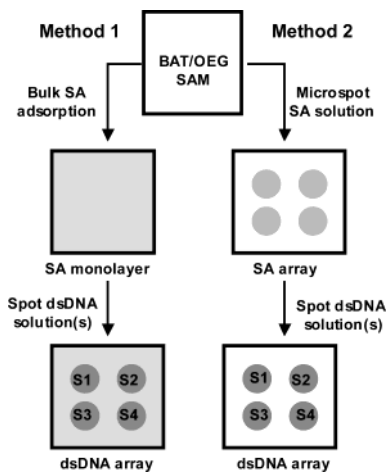 Method 1
Method 2
BAT/OEG
SAM
Bulk SA
adsorption
Microspot
SA solution
SA monolayer
SA array
Spot dsDNA
solution(s)
Spot dsDNA
solution(s)
S1 S2
S3 S4
dsDNA array
S1 S2
S3 S4
dsDNA array